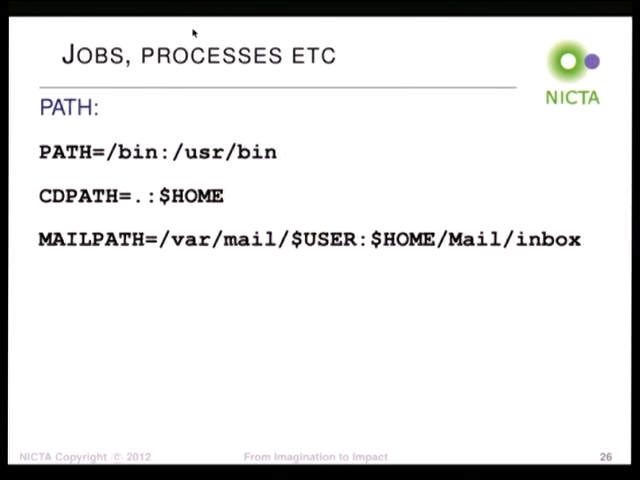 JOBS, PROCESSES ETC
NICTA
PATH:
PATH=/bin:/usr/bin
CDPATH=.:$HOME
MAILPATH=/var/mail/$USER:$HOME/Mail/inbox
NICTA Copyright © 2012
From Imagination to Impact
26